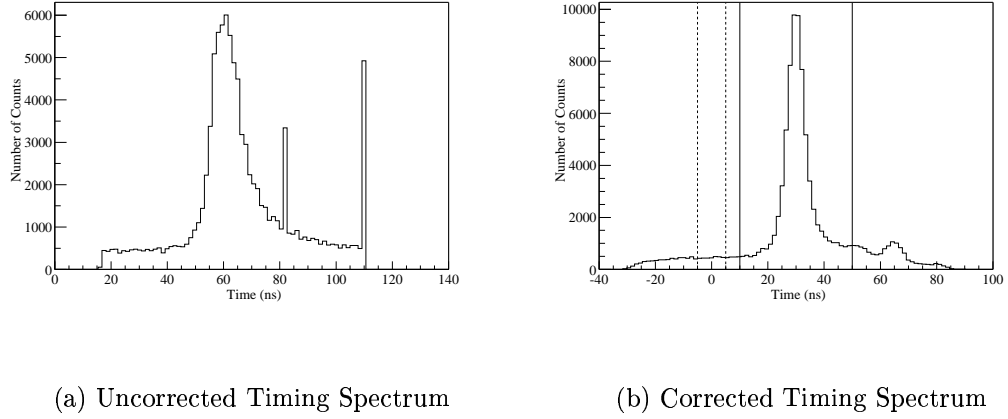 Number of Counts
6000
5000
4000
3000
2000
1000
0
0 20 40 60 80 100 120 140
Time (ns)
(a) Uncorrected Timing Spectrum
Number of Counts
10000
8000
6000
4000
2000
0
-40 -20 0 20 40 60 80 100
Time (ns)
(b) Corrected Timing Spectrum